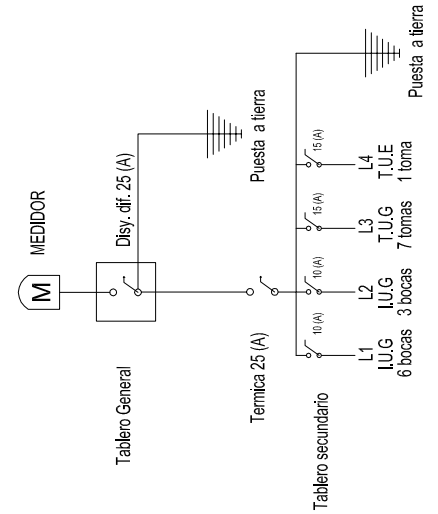 MEDIDOR
M
Tablero General
Disy. dif. 25 (A)
Puesta a tierra
Termica 25 (A)
Tablero secundario
10 (A)
10 (A)
15 (A)
15 (A)
Puesta a tierra
L1
I.U.G
6 bocas
L2
I.U.G
3 bocas
L3
T.U.G
7 tomas
L4
T.U.E
1 toma